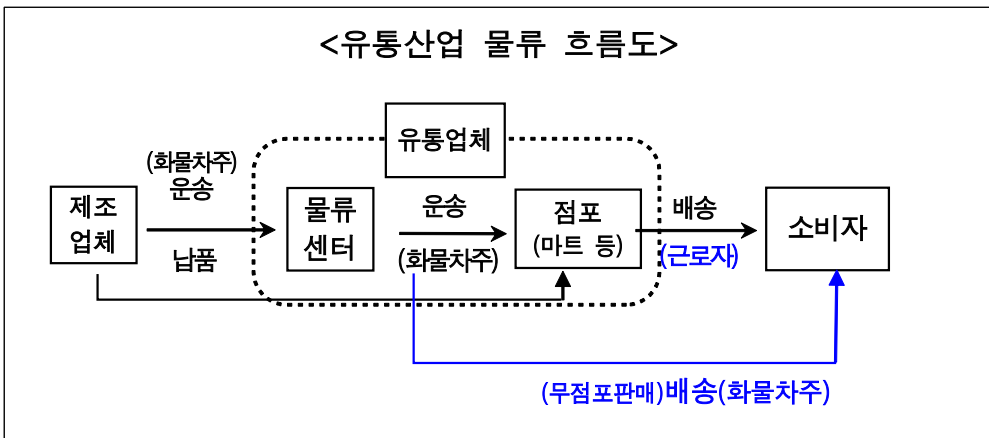 <유통산업 물류 흐름도>
유통업체
(화물차주)
운송
제조
업체
납품
물류
센터
운송
(화물차주)
점포
(마트 등)
배송
(근로자)
소비자
(무점포판매)배송(화물차주)